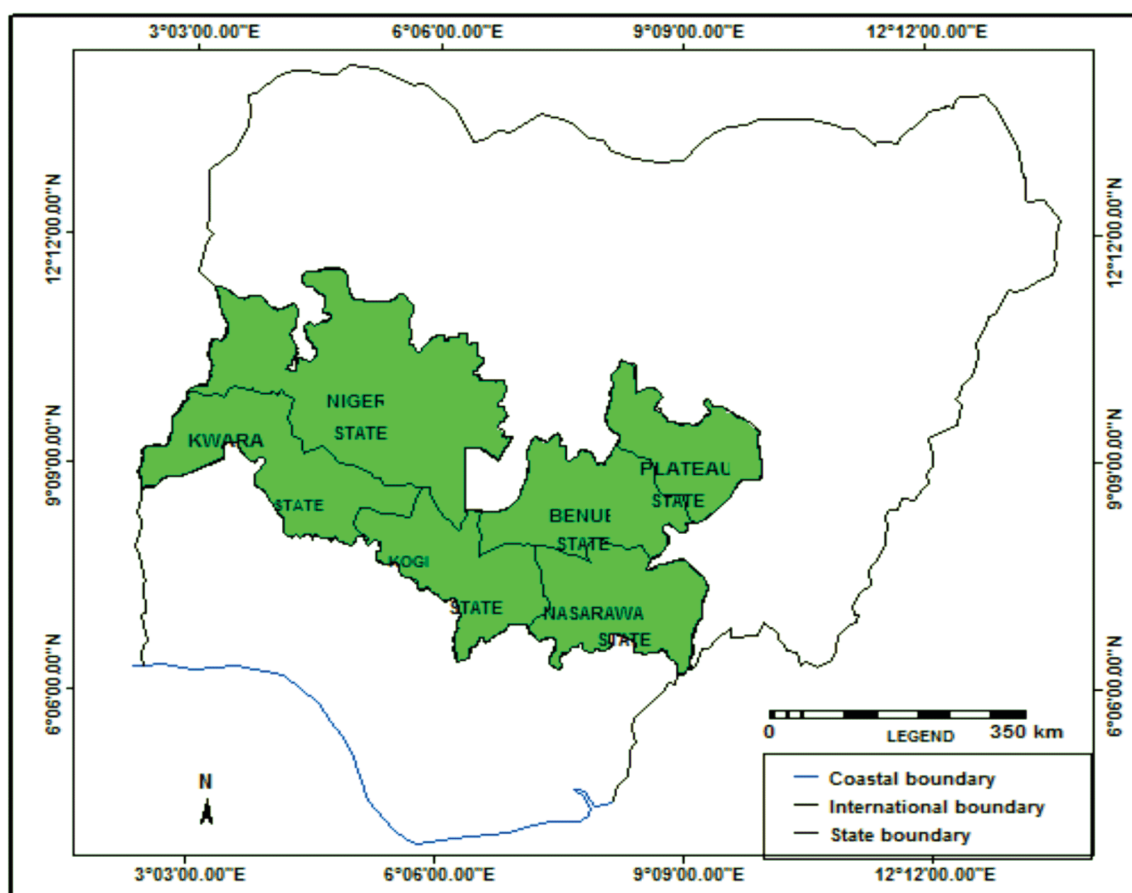 3°03'00.00"E 6°06'00.00"E 9°09'00.00"E 12°12'00.00"E
12°12'00.00"N
12°12'00.00"N
NIGER
STATE
KWARA
STATE
9°09'00.00"N
9°09'00.00"N
PLATEAU
STATE
BENUE
STATE
KOGI
STATE
NASARAWA
STATE
6°06'00.00"N
6°06'00.00"N
0 350 km
LEGEND
N
Coastal boundary
International boundary
State boundary
3°03'00.00"E 6°06'00.00"E 9°09'00.00"E 12°12'00.00"E